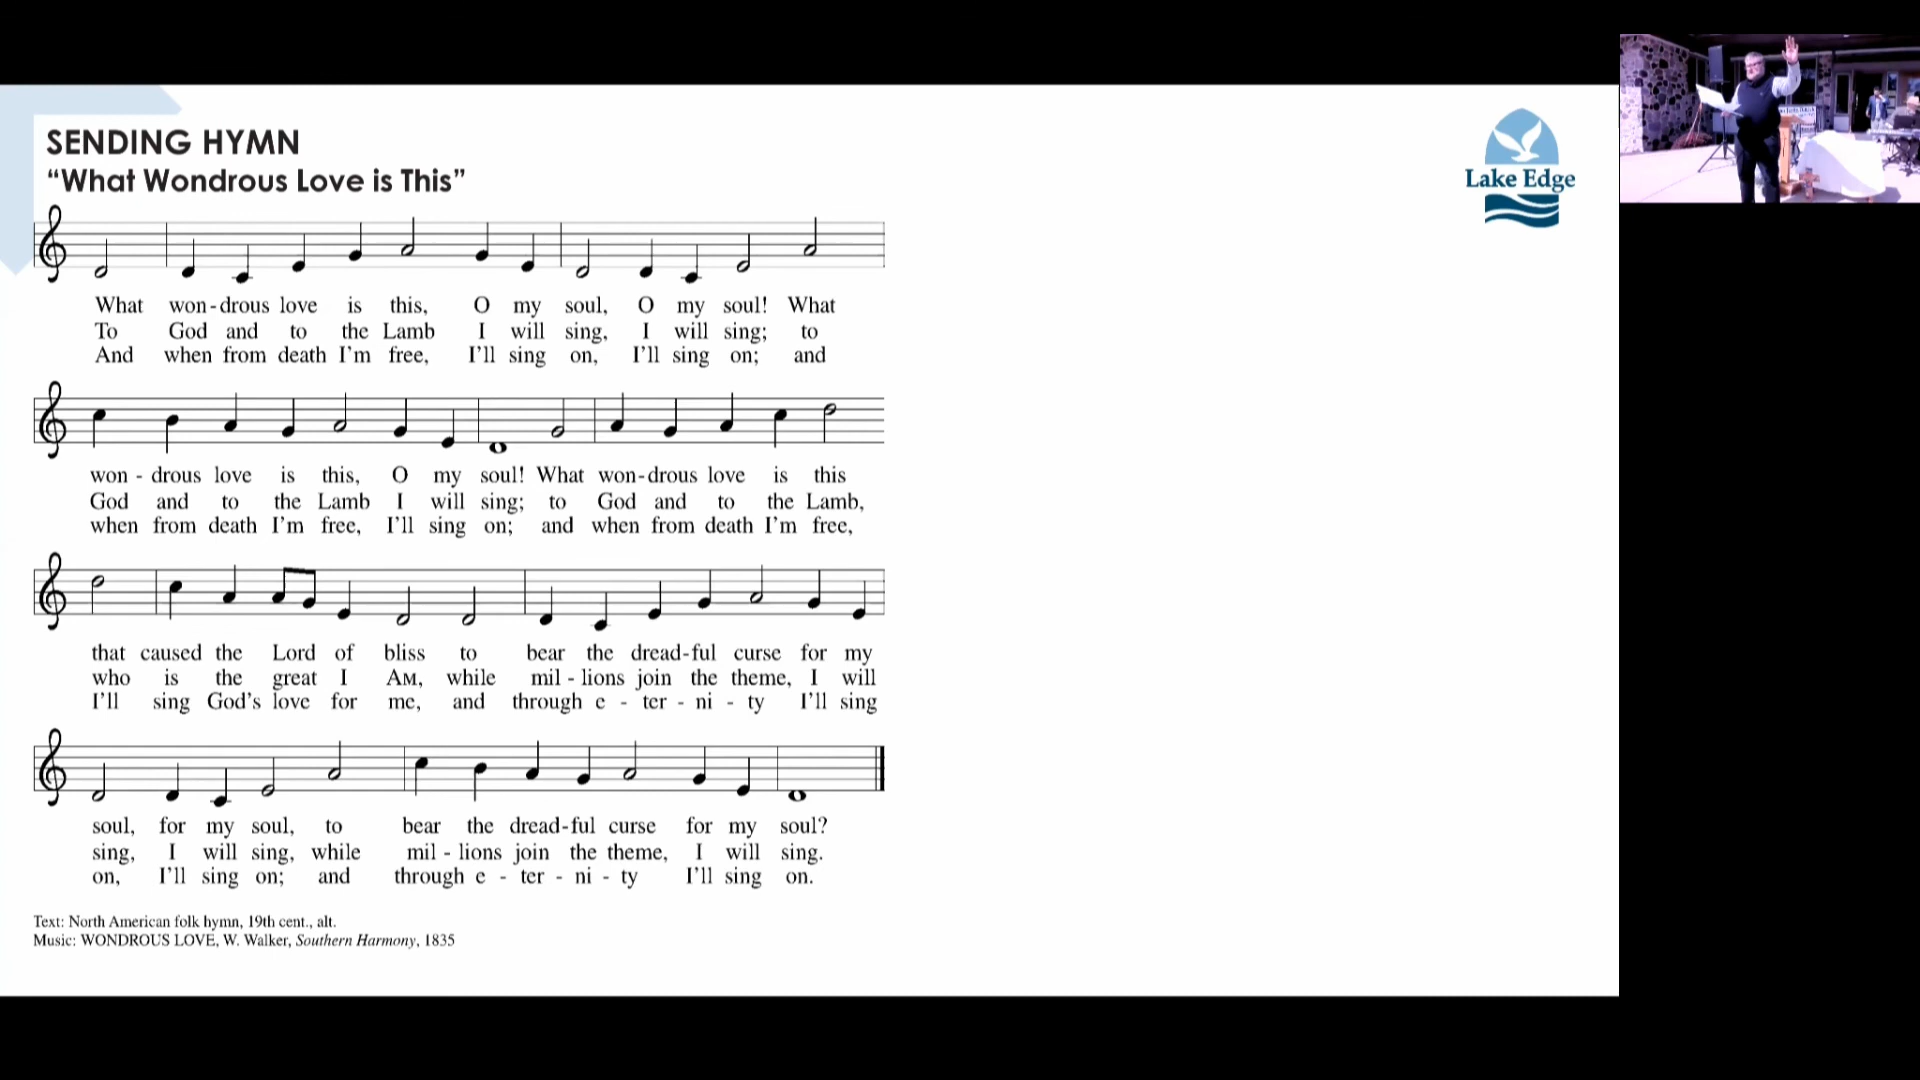 SENDING HYMN
“What Wondrous Love is This”
Lake Edge
What won-drous love is this, O my soul, O my soul! What
To God and to the Lamb I will sing, I will sing; to
And when from death I’m free, I’ll sing on, I’ll sing on; and
won - drous love is this, O my soul! What won-drous love is this
God and to the Lamb I will sing; to God and to the Lamb,
when from death I’m free, I’ll sing on; and when from death I’m free,
that caused the Lord of bliss to bear the dread-ful curse for my
who is the great I AM, while mil - lions join the theme, I will
I’ll sing God’s love for me, and through e - ter - ni - ty I’ll sing
soul, for my soul, to bear the dread-ful curse for my soul?
sing, I will sing, while mil - lions join the theme, I will sing.
on, I’ll sing on; and through e - ter - ni - ty I’ll sing on.
Text: North American folk hymn, 19th cent., alt.
Music: WONDROUS LOVE, W. Walker, Southern Harmony, 1835